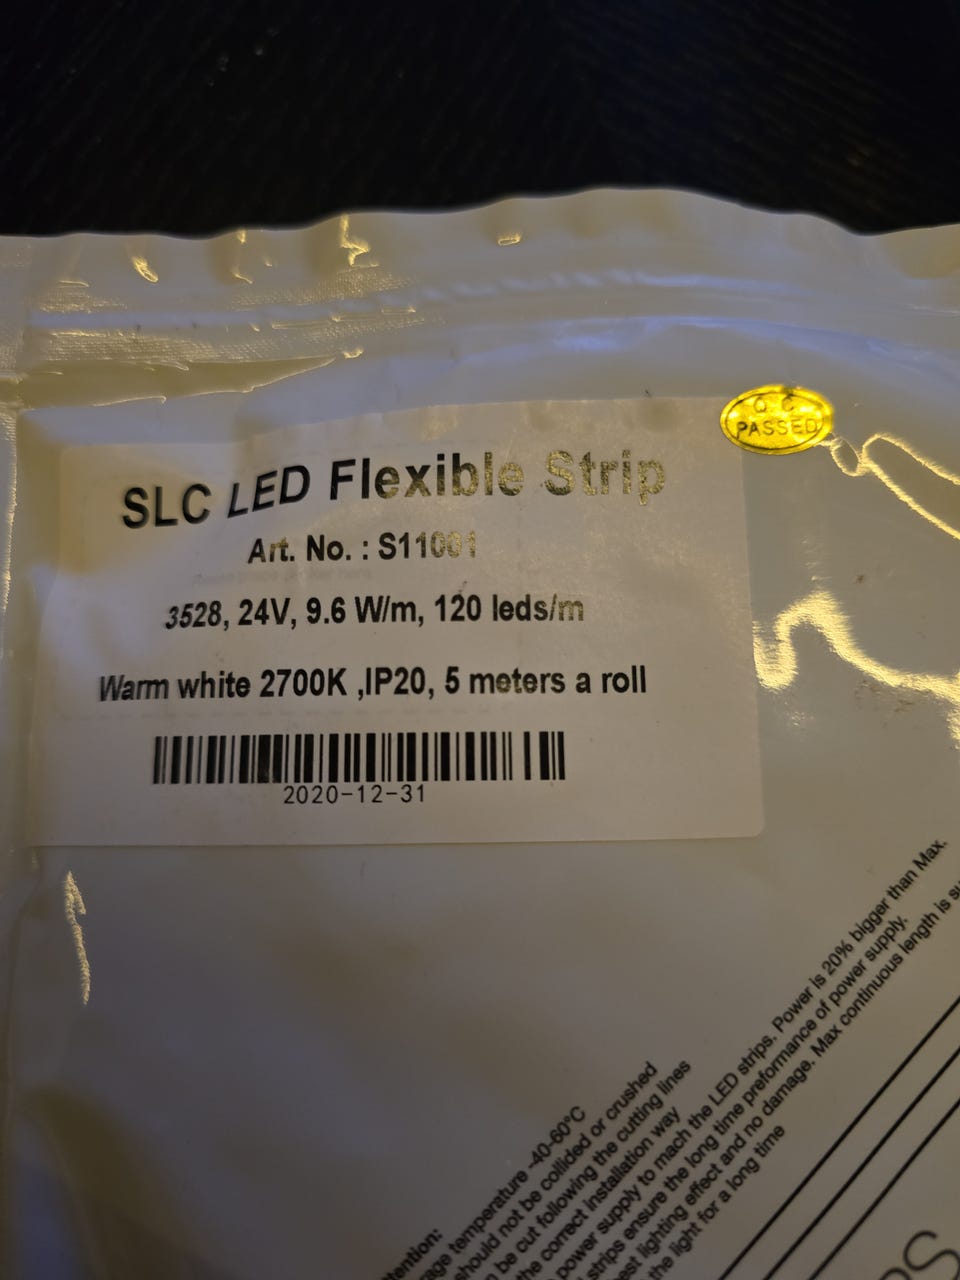 SLC LED Flexible Strip
Art. No. : S11001
3528, 24V, 9.6 W/m, 120 leds/m
Warm white 2700K ,IP20, 5 meters a roll
2020-12-31
Q C
PASSED
temperature -40-60°C
should not be collided or crushed
be cut following the cutting lines
the correct installation way
power supply to mach the LED strips. Power is 20% bigger than Max.
strips ensure the long time preformance of power supply.
lighting effect and no damage. Max continuous length is
the light for a long time